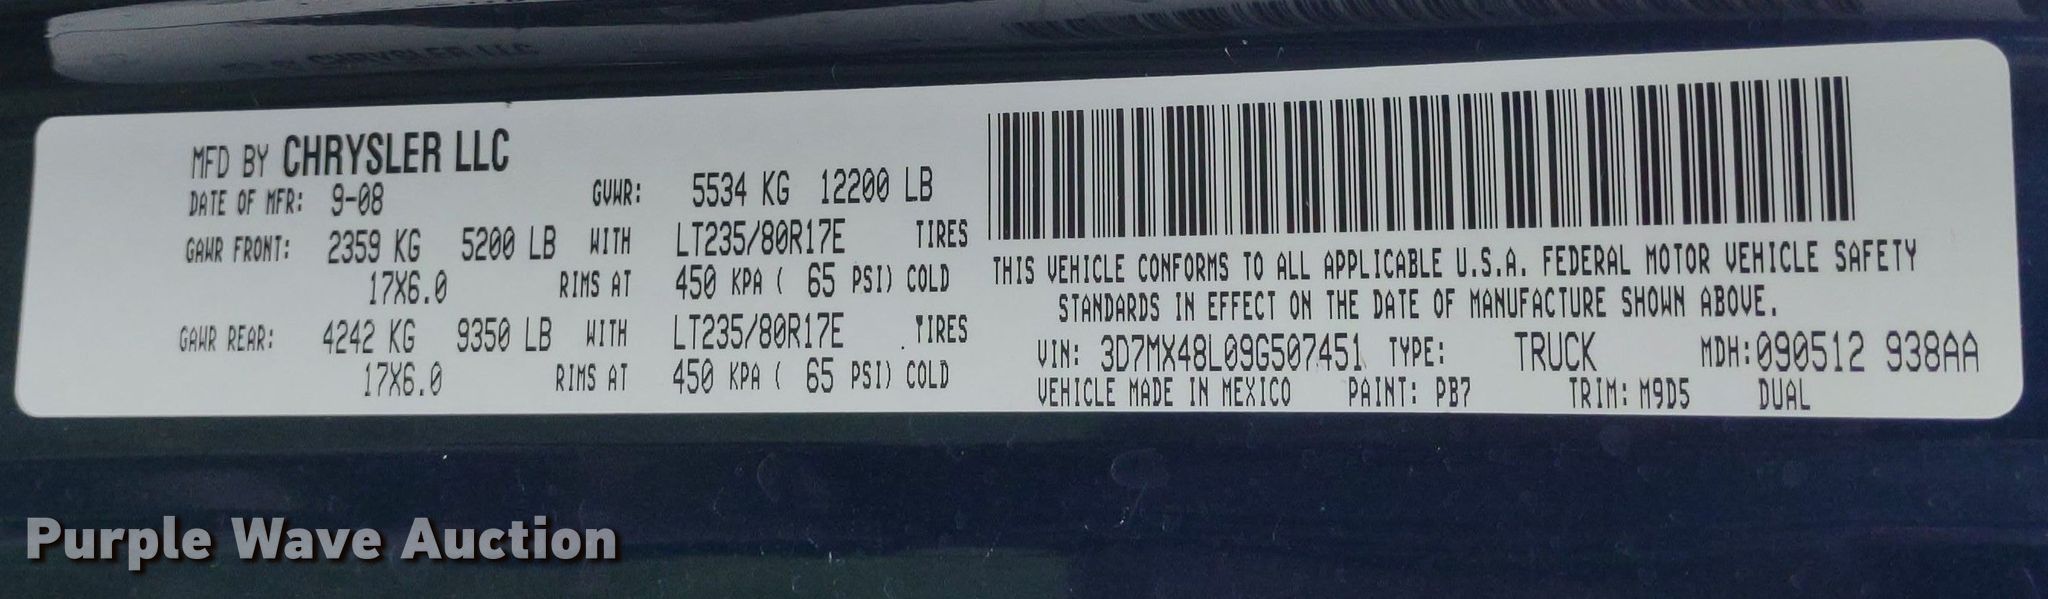 MFD BY CHRYSLER LLC
DATE OF MFR: 9-08 GVWR: 5534 KG 12200 LB
GAWR FRONT: 2359 KG 5200 LB WITH LT235/80R17E TIRES
17X6.0 RIMS AT 450 KPA ( 65 PSI) COLD
GAWR REAR: 4242 KG 9350 LB WITH LT235/80R17E TIRES
17X6.0 RIMS AT 450 KPA ( 65 PSI) COLD
THIS VEHICLE CONFORMS TO ALL APPLICABLE U.S.A. FEDERAL MOTOR VEHICLE SAFETY
STANDARDS IN EFFECT ON THE DATE OF MANUFACTURE SHOWN ABOVE.
VIN: 3D7MX48L09G507451 TYPE: TRUCK MDH:090512 938AA
VEHICLE MADE IN MEXICO PAINT: PB7 TRIM: M9D5 DUAL
Purple Wave Auction